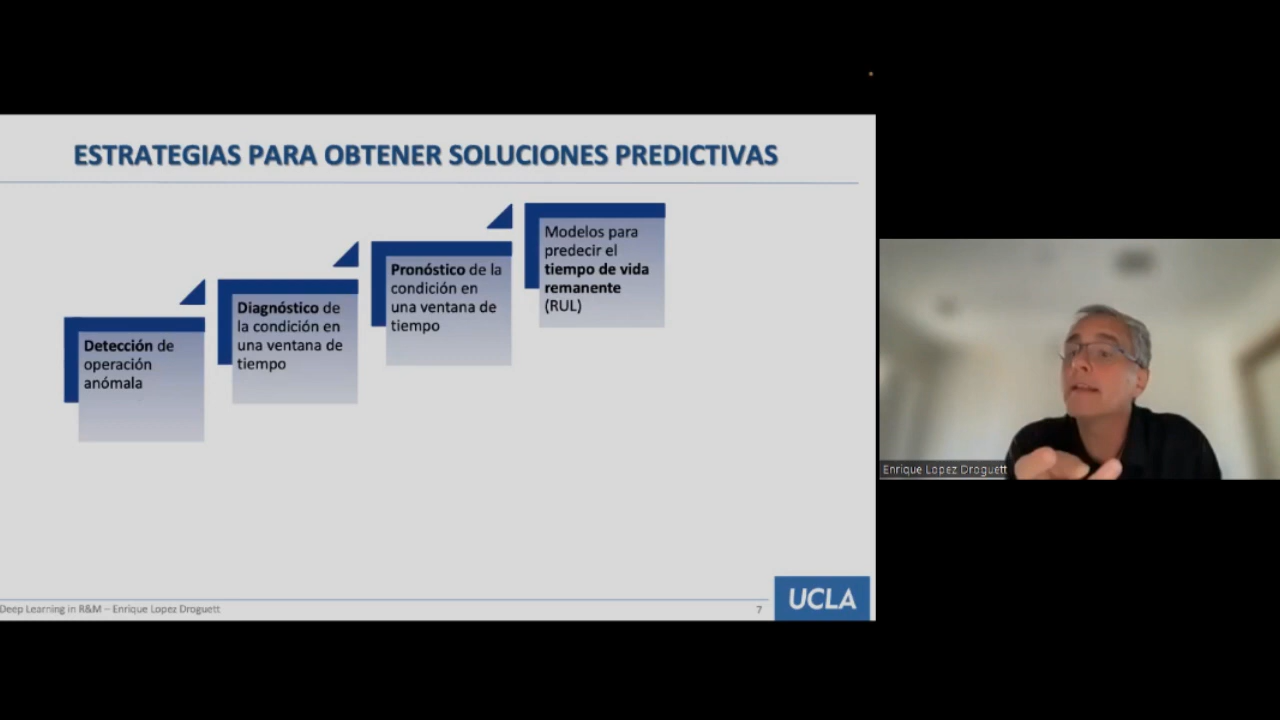 ESTRATEGIAS PARA OBTENER SOLUCIONES PREDICTIVAS
Detección de
operación
anómala
Diagnóstico de
la condición en
una ventana de
tiempo
Pronóstico de la
condición en
una ventana de
tiempo
Modelos para
predecir el
tiempo de vida
remanente
(RUL)
Enrique Lopez Droguett
Deep Learning in R&M – Enrique Lopez Droguett
7
UCLA